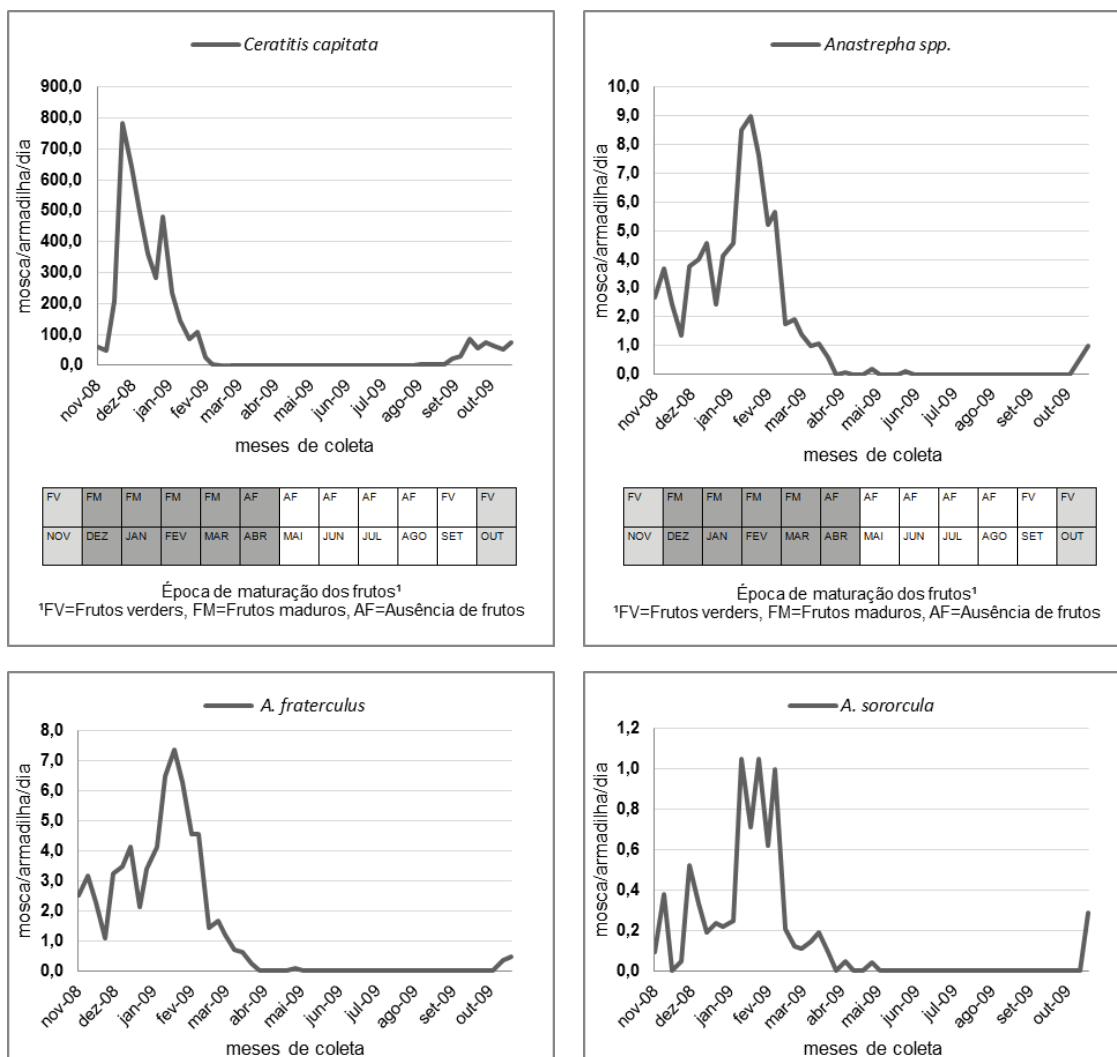 Ceratitis capitata
mosca/armadilha/dia
900,0
800,0
700,0
600,0
500,0
400,0
300,0
200,0
100,0
0,0
nov-08 dez-08 jan-09 fev-09 mar-09 abr-09 mai-09 jun-09 jul-09 ago-09 set-09 out-09
meses de coleta
FV FM FM FM FM AF AF AF AF AF FV FV
NOV DEZ JAN FEV MAR ABR MAI JUN JUL AGO SET OUT
Época de maturação dos frutos¹
¹FV=Frutos verders, FM=Frutos maduros, AF=Ausência de frutos
Anastrepha spp.
mosca/armadilha/dia
10,0
9,0
8,0
7,0
6,0
5,0
4,0
3,0
2,0
1,0
0,0
nov-08 dez-08 jan-09 fev-09 mar-09 abr-09 mai-09 jun-09 jul-09 ago-09 set-09 out-09
meses de coleta
FV FM FM FM FM AF AF AF AF AF FV FV
NOV DEZ JAN FEV MAR ABR MAI JUN JUL AGO SET OUT
Época de maturação dos frutos¹
¹FV=Frutos verders, FM=Frutos maduros, AF=Ausência de frutos
A. fraterculus
mosca/armadilha/dia
8,0
7,0
6,0
5,0
4,0
3,0
2,0
1,0
0,0
nov-08 dez-08 jan-09 fev-09 mar-09 abr-09 mai-09 jun-09 jul-09 ago-09 set-09 out-09
meses de coleta
A. sororcula
mosca/armadilha/dia
1,2
1,0
0,8
0,6
0,4
0,2
0,0
nov-08 dez-08 jan-09 fev-09 mar-09 abr-09 mai-09 jun-09 jul-09 ago-09 set-09 out-09
meses de coleta